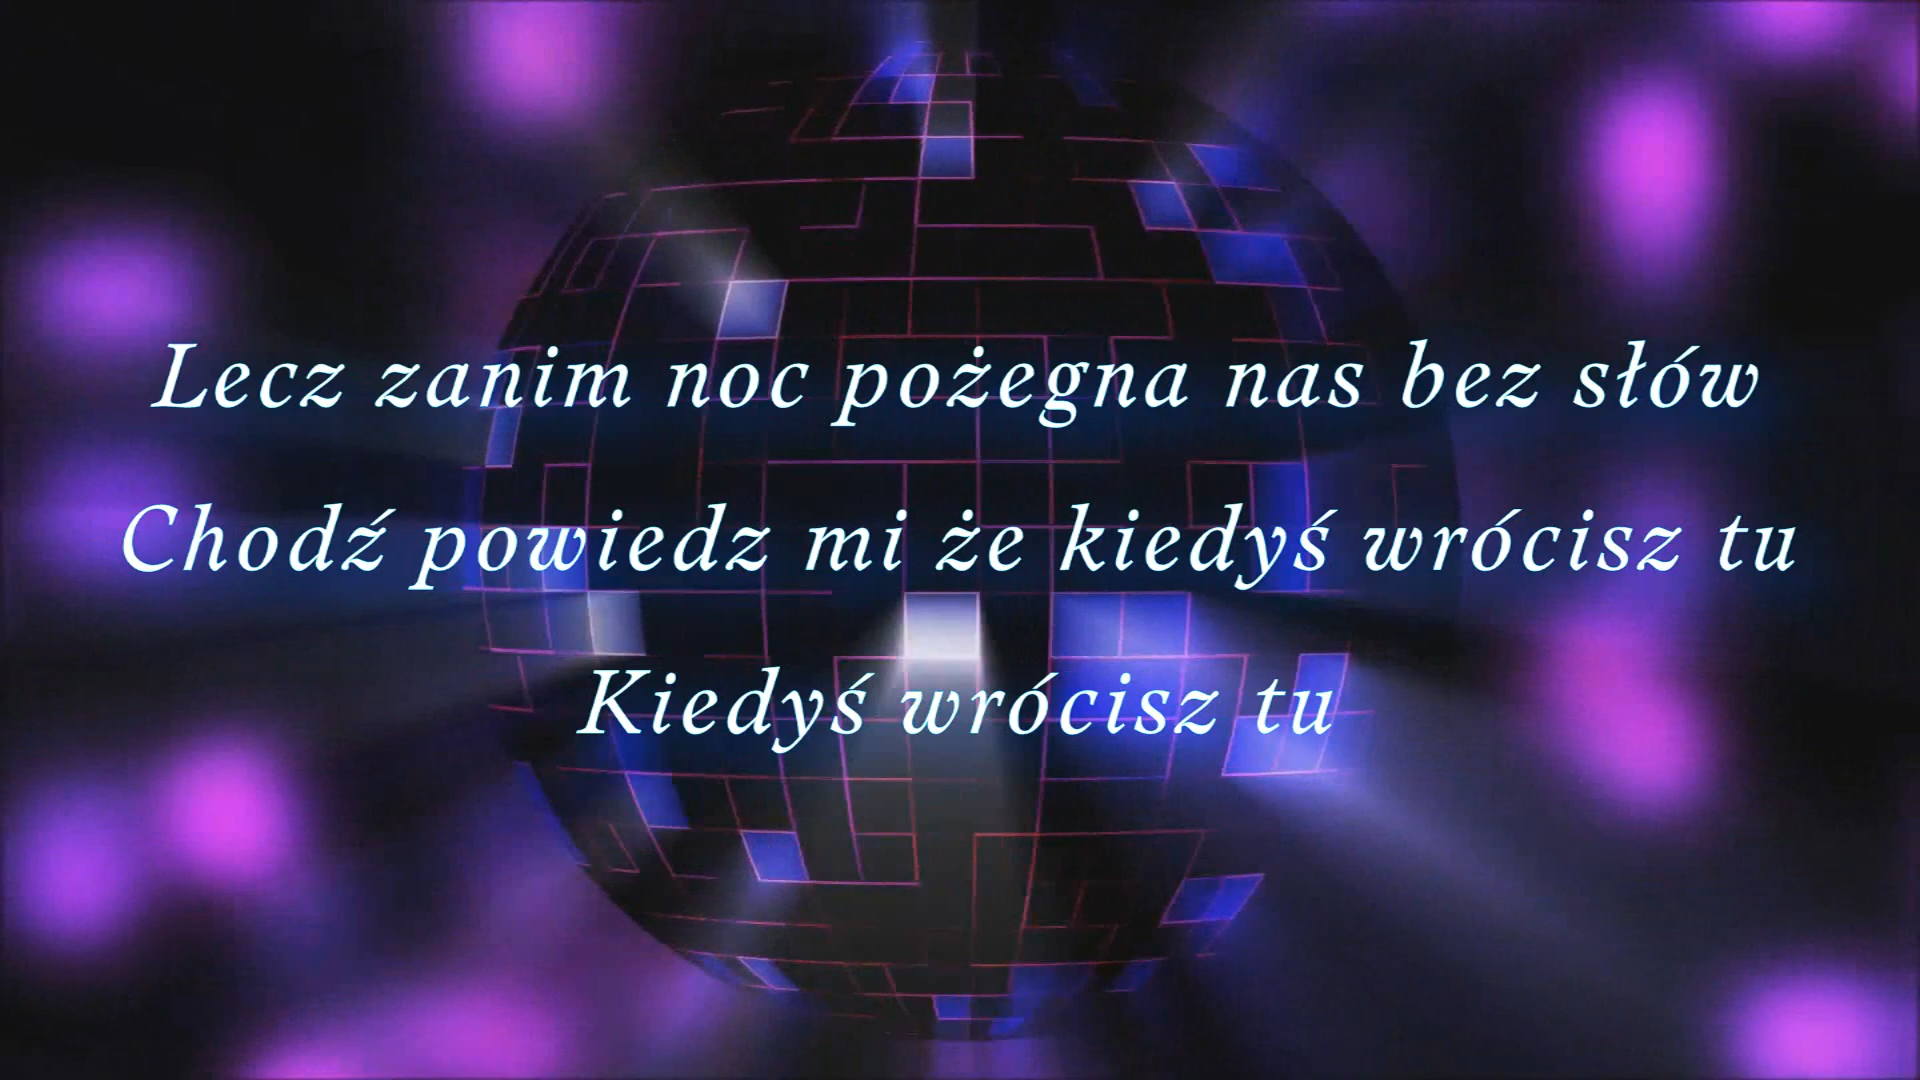 Lecz zanim noc pożegna nas bez słów
Chodź powiedz mi że kiedyś wrócisz tu
Kiedyś wrócisz tu